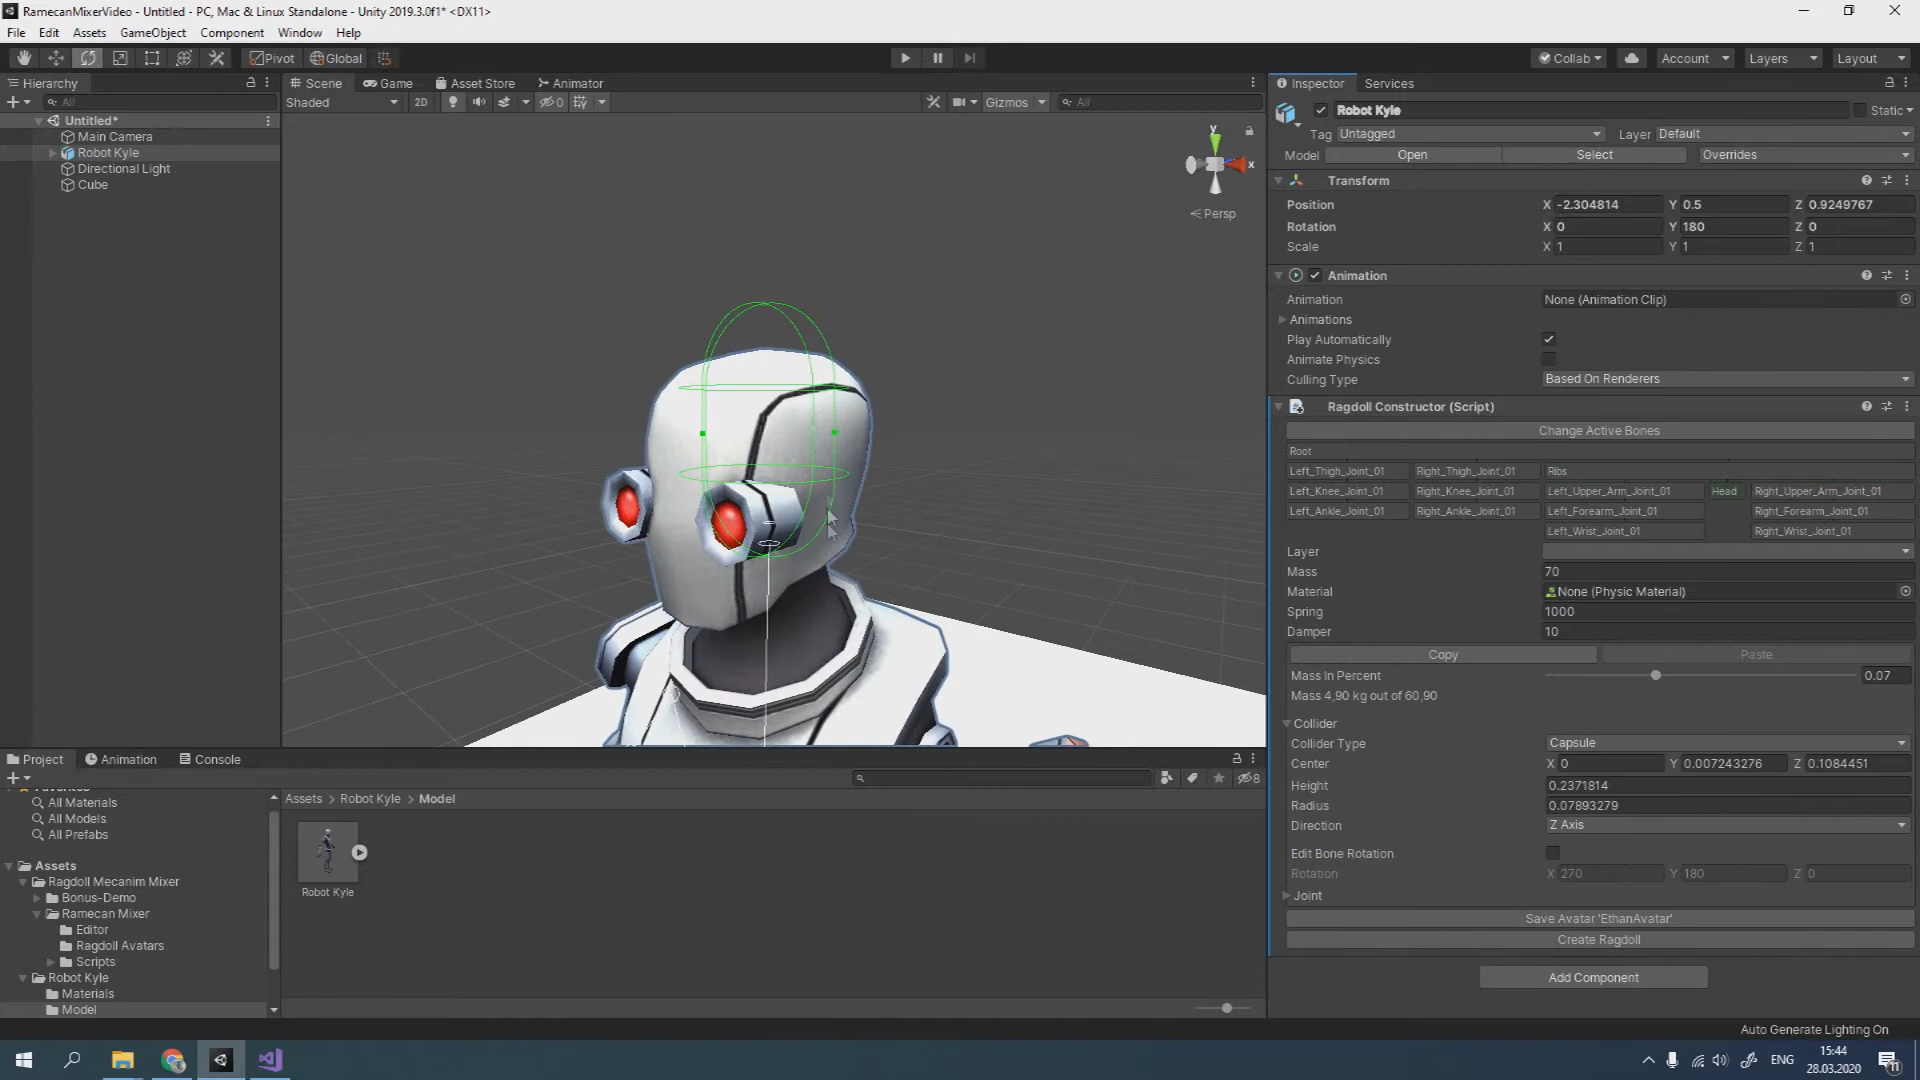 RamecanMixerVideo - Untitled - PC, Mac & Linux Standalone - Unity 2019.3.0f1* <DX11>
File Edit Assets GameObject Component Window Help
Pivot Global Collab Account Layers Layout
Hierarchy
All
Untitled*
Main Camera
Robot Kyle
Directional Light
Cube
Scene Game Asset Store Animator
Shaded 2D 0 Gizmos All
y
x
Persp
Inspector Services
Robot Kyle Static
Tag Untagged Layer Default
Model Open Select Overrides
Transform
Position X -2.304814 Y 0.5 Z 0.9249767
Rotation X 0 Y 180 Z 0
Scale X 1 Y 1 Z 1
Animation
Animation None (Animation Clip)
Animations
Play Automatically
Animate Physics
Culling Type Based On Renderers
Ragdoll Constructor (Script)
Change Active Bones
Root
Left_Thigh_Joint_01 Right_Thigh_Joint_01 Ribs
Left_Knee_Joint_01 Right_Knee_Joint_01 Left_Upper_Arm_Joint_01 Head Right_Upper_Arm_Joint_01
Left_Ankle_Joint_01 Right_Ankle_Joint_01 Left_Forearm_Joint_01 Right_Forearm_Joint_01
Left_Wrist_Joint_01 Right_Wrist_Joint_01
Layer
Mass 70
Material None (Physic Material)
Spring 1000
Damper 10
Copy Paste
Mass In Percent 0.07
Mass 4,90 kg out of 60,90
Collider
Collider Type Capsule
Center X 0 Y 0.007243276 Z 0.1084451
Height 0.2371814
Radius 0.07893279
Direction Z Axis
Edit Bone Rotation
Rotation X 270 Y 180 Z 0
Joint
Save Avatar 'EthanAvatar'
Create Ragdoll
Add Component
Project Animation Console
8
Favorites
All Materials
All Models
All Prefabs
Assets
Ragdoll Mecanim Mixer
Bonus-Demo
Ramecan Mixer
Editor
Ragdoll Avatars
Scripts
Robot Kyle
Materials
Model
Assets > Robot Kyle > Model
Robot Kyle
Auto Generate Lighting On
ENG
15:44
28.03.2020
11